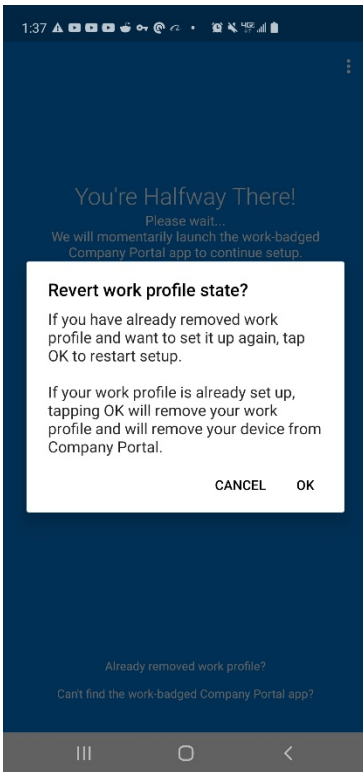 1:37
You're Halfway There!
Please wait...
We will momentarily launch the work-badged
Company Portal app to continue setup.
Revert work profile state?
If you have already removed work
profile and want to set it up again, tap
OK to restart setup.
If your work profile is already set up,
tapping OK will remove your work
profile and will remove your device from
Company Portal.
CANCEL OK
Already removed work profile?
Can't find the work-badged Company Portal app?